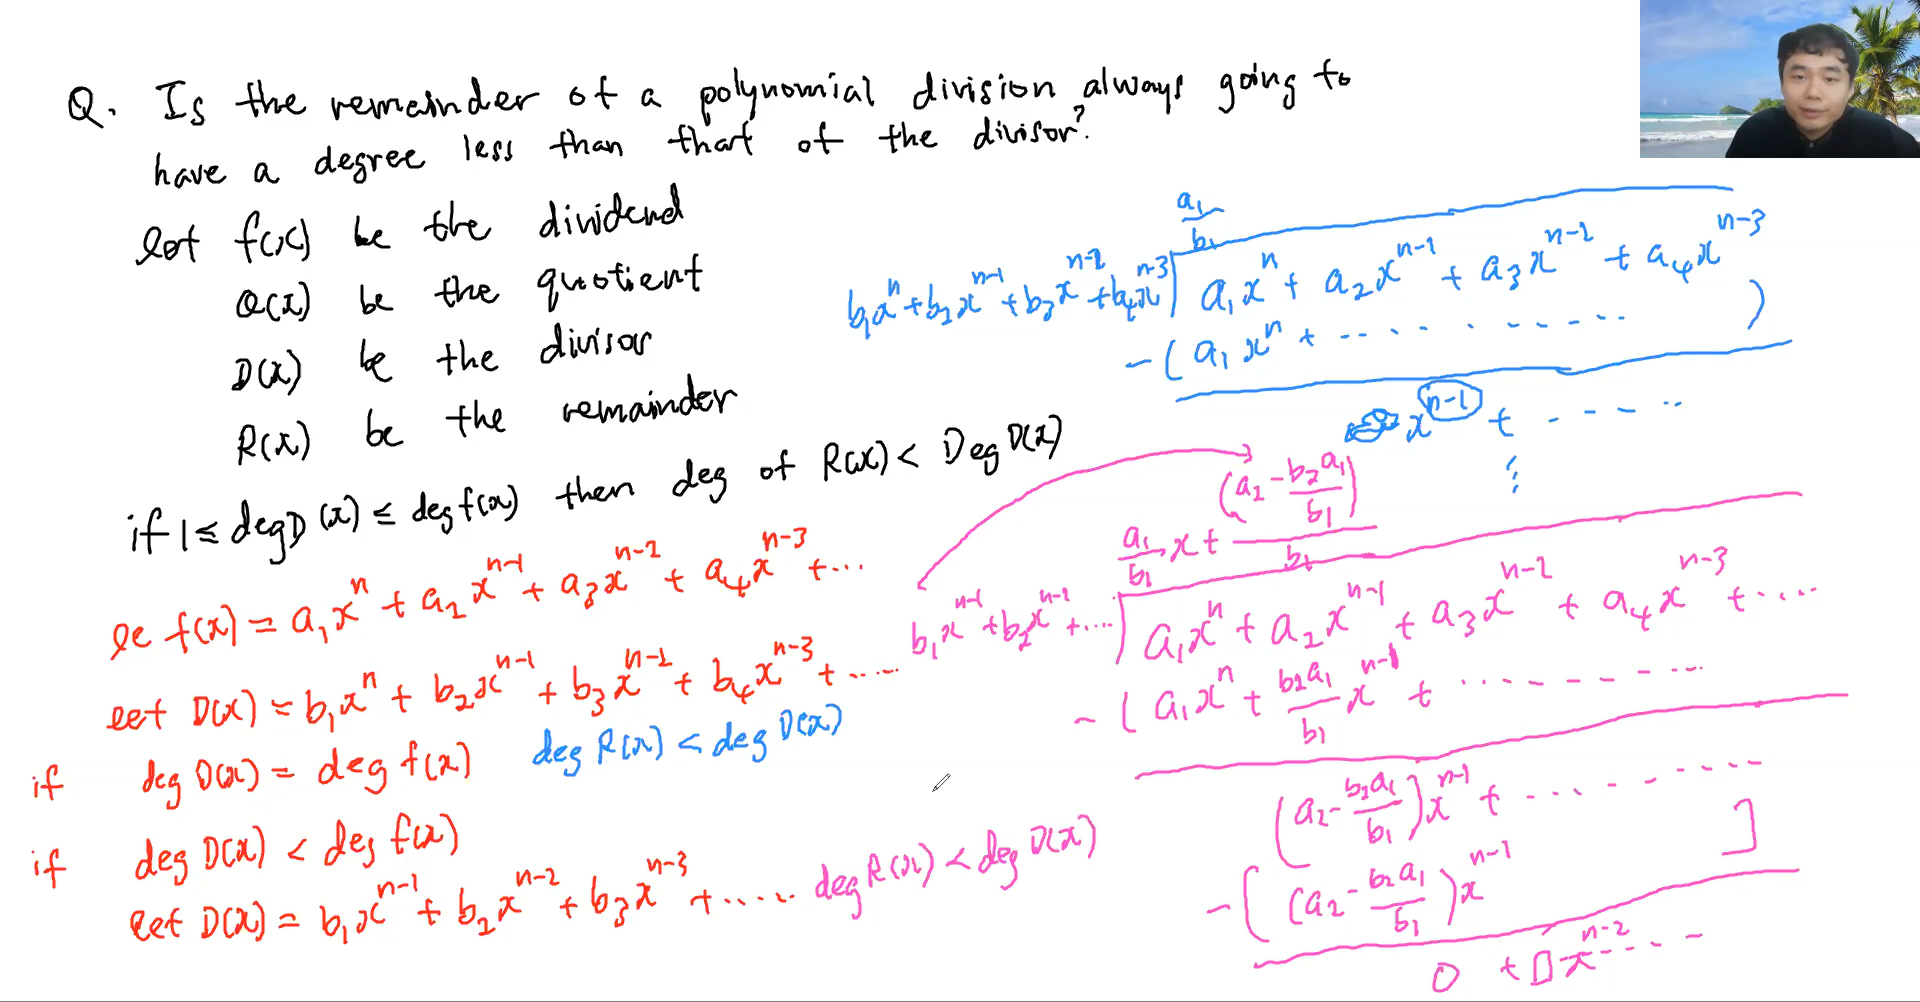 Q. Is the remainder of a polynomial division always going to
have a degree less than that of the divisor?
let f(x) be the dividend
Q(x) be the quotient
D(x) be the divisor
R(x) be the remainder
if 1 ≤ deg D(x) ≤ deg f(x) then deg of R(x) < Deg D(x)
le f(x) = a₁xⁿ + a₂xⁿ⁻¹ + a₃xⁿ⁻² + a₄xⁿ⁻³ + ...
let D(x) = b₁xⁿ + b₂xⁿ⁻¹ + b₃xⁿ⁻² + b₄xⁿ⁻³ + .....
if deg D(x) = deg f(x) deg R(x) < deg D(x)
if deg D(x) < deg f(x)
let D(x) = b₁xⁿ⁻¹ + b₂xⁿ⁻² + b₃xⁿ⁻³ + ..... deg R(x) < deg D(x)
a₁/b₁
b₁xⁿ + b₂xⁿ⁻¹ + b₃xⁿ⁻² + b₄xⁿ⁻³ a₁xⁿ + a₂xⁿ⁻¹ + a₃xⁿ⁻² + a₄xⁿ⁻³
-(a₁xⁿ + ..........)
xⁿ⁻¹ + .....
a₁/b₁ x + (a₂ - b₂a₁/b₁)/b₁
b₁xⁿ⁻¹ + b₂xⁿ⁻² + .... a₁xⁿ + a₂xⁿ⁻¹ + a₃xⁿ⁻² + a₄xⁿ⁻³ + ....
-(a₁xⁿ + b₂a₁/b₁ xⁿ⁻¹ + .........
(a₂ - b₂a₁/b₁)xⁿ⁻¹ + .........
-[(a₂ - b₂a₁/b₁)xⁿ⁻¹ ]
0 + □xⁿ⁻² ....